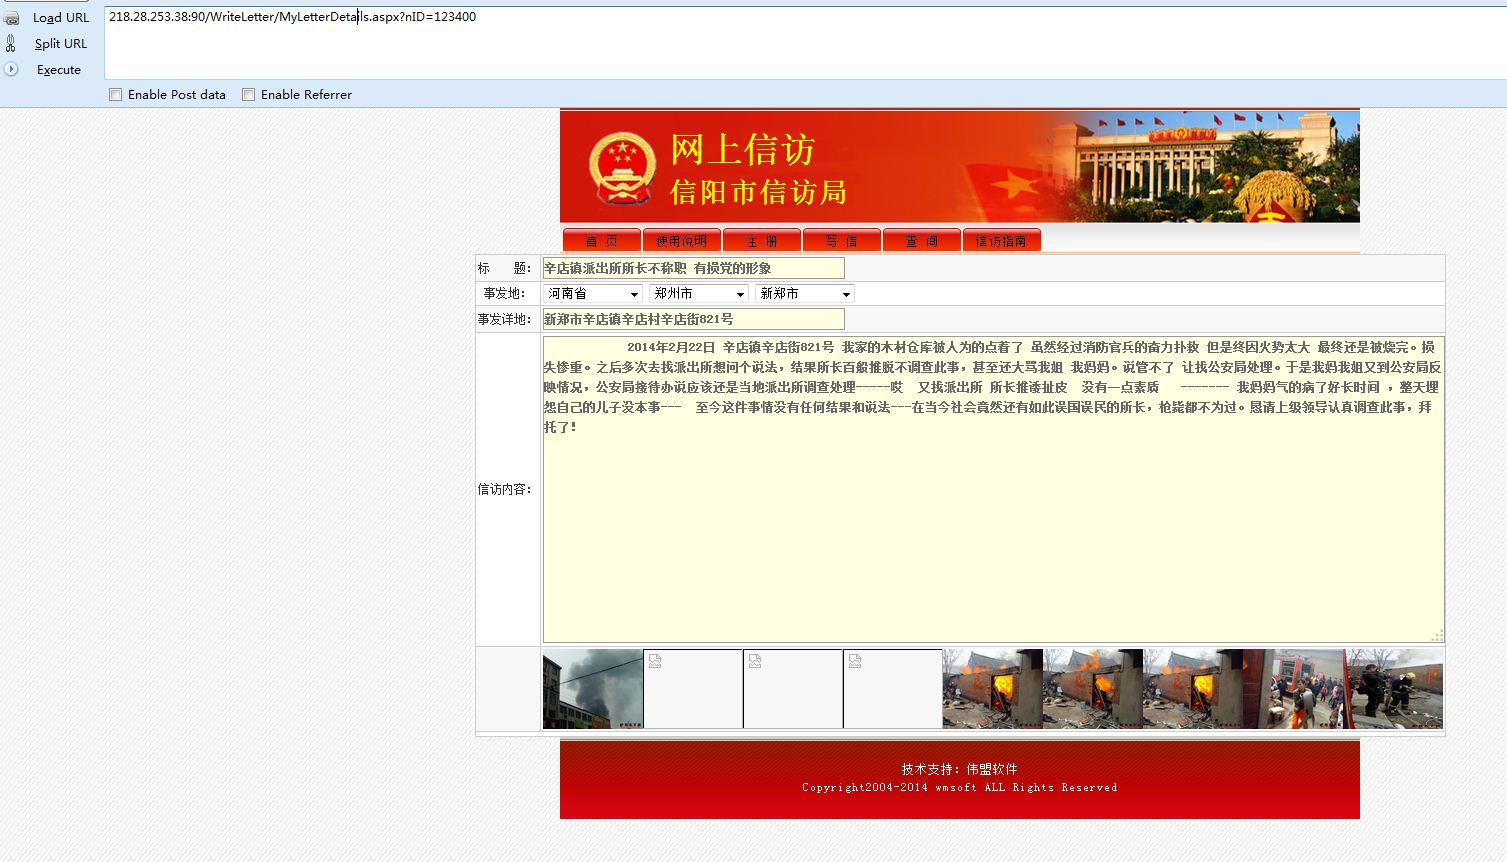 Load URL
218.28.253.38:90/WriteLetter/MyLetterDetails.aspx?nID=123400
Split URL
Execute
Enable Post data Enable Referrer
网上信访
信阳市信访局
首 页 使用说明 注 册 写 信 查 询 信访指南
标 题： 辛店镇派出所所长不称职 有损党的形象
事发地： 河南省 郑州市 新郑市
事发详地： 新郑市辛店镇辛店村辛店街821号
2014年2月22日 辛店镇辛店街821号 我家的木材仓库被人为的点着了 虽然经过消防官兵的奋力扑救 但是终因火势太大 最终还是被烧完。损
失惨重。之后多次去找派出所想问个说法，结果所长百般推脱不调查此事，甚至还大骂我姐 我妈妈。说管不了 让找公安局处理。于是我妈我姐又到公安局反
映情况，公安局接待办说应该还是当地派出所调查处理-----哎 又找派出所 所长推诿扯皮 没有一点素质 ------- 我妈妈气的病了好长时间 ，整天埋
怨自己的儿子没本事--- 至今这件事情没有任何结果和说法---在当今社会竟然还有如此误国误民的所长，枪毙都不为过。恳请上级领导认真调查此事，拜
托了！
信访内容：
技术支持：伟盟软件
Copyright2004-2014 wmsoft ALL Rights Reserved